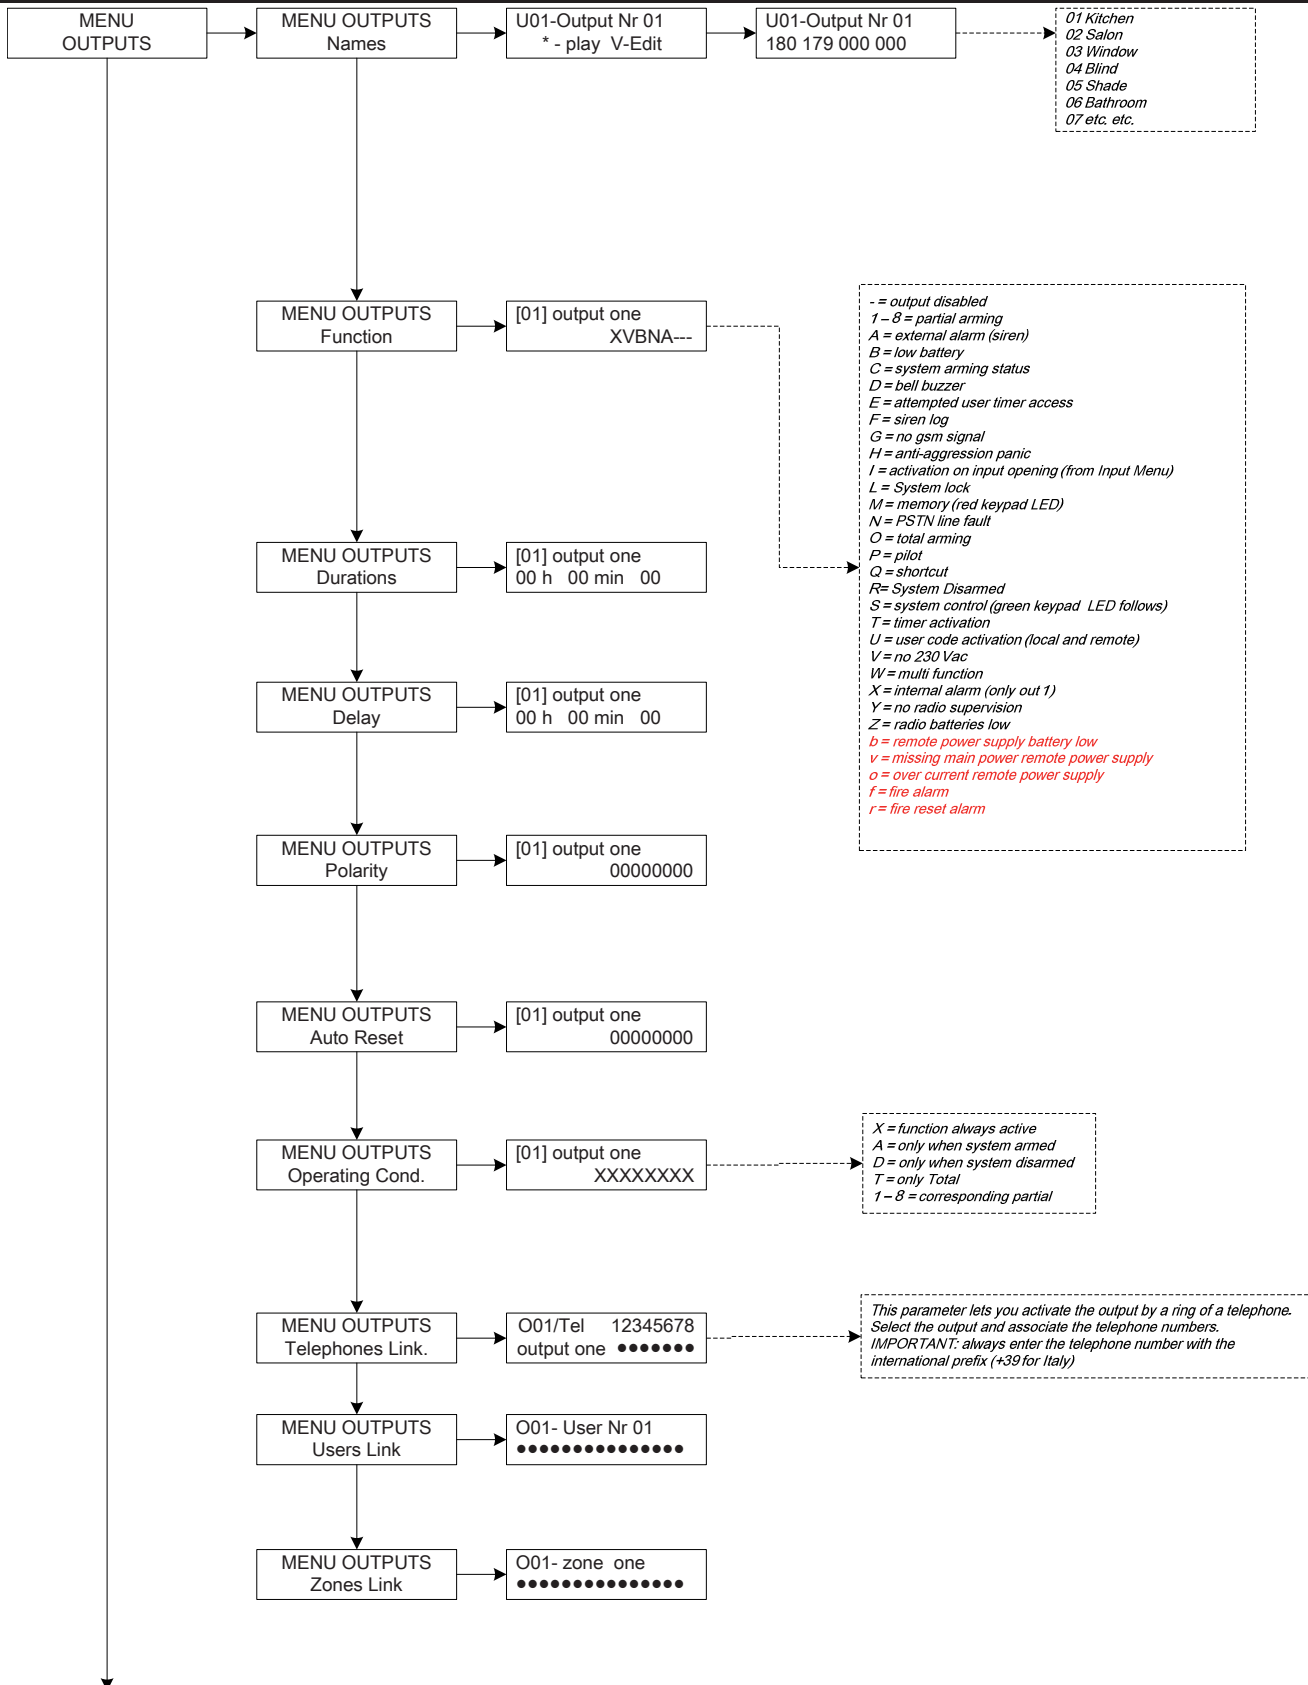 MENU
OUTPUTS
MENU OUTPUTS
Names
U01-Output Nr 01
* - play V-Edit
U01-Output Nr 01
180 179 000 000
01 Kitchen
02 Salon
03 Window
04 Blind
05 Shade
06 Bathroom
07 etc. etc.
MENU OUTPUTS
Function
[01] output one
XVBNA---
- = output disabled
1 – 8 = partial arming
A = external alarm (siren)
B = low battery
C = system arming status
D = bell buzzer
E = attempted user timer access
F = siren log
G = no gsm signal
H = anti-aggression panic
I = activation on input opening (from Input Menu)
L = System lock
M = memory (red keypad LED)
N = PSTN line fault
O = total arming
P = pilot
Q = shortcut
R= System Disarmed
S = system control (green keypad LED follows)
T = timer activation
U = user code activation (local and remote)
V = no 230 Vac
W = multi function
X = internal alarm (only out 1)
Y = no radio supervision
Z = radio batteries low
b = remote power supply battery low
v = missing main power remote power supply
o = over current remote power supply
f = fire alarm
r = fire reset alarm
MENU OUTPUTS
Durations
[01] output one
00 h 00 min 00
MENU OUTPUTS
Delay
[01] output one
00 h 00 min 00
MENU OUTPUTS
Polarity
[01] output one
00000000
MENU OUTPUTS
Auto Reset
[01] output one
00000000
MENU OUTPUTS
Operating Cond.
[01] output one
XXXXXXXX
X = function always active
A = only when system armed
D = only when system disarmed
T = only Total
1 – 8 = corresponding partial
MENU OUTPUTS
Telephones Link.
O01/Tel 12345678
output one ●●●●●●●
This parameter lets you activate the output by a ring of a telephone.
Select the output and associate the telephone numbers.
IMPORTANT: always enter the telephone number with the
international prefix (+39 for Italy)
MENU OUTPUTS
Users Link
O01- User Nr 01
●●●●●●●●●●●●●●●
MENU OUTPUTS
Zones Link
O01- zone one
●●●●●●●●●●●●●●●